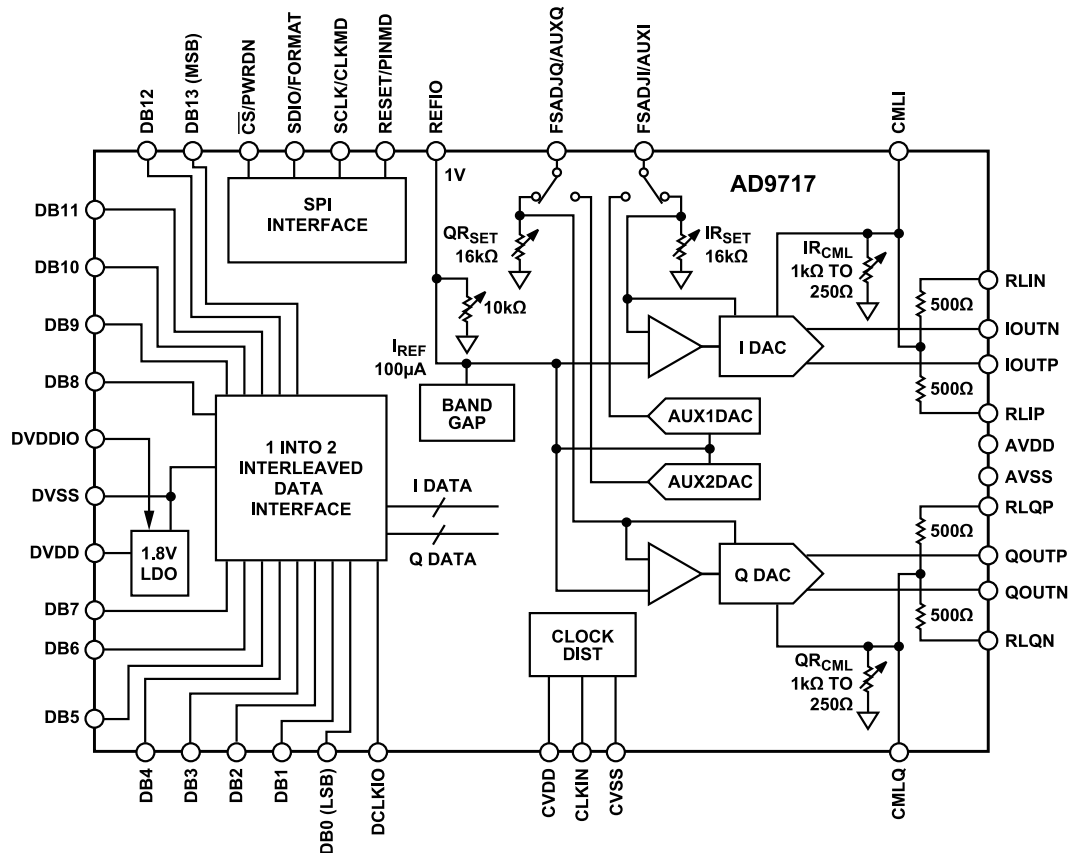 DB12
DB13 (MSB)
CS/PWRDN
SDIO/FORMAT
SCLK/CLKMD
RESET/PINMD
REFIO
FSADJQ/AUXQ
FSADJI/AUXI
CMLI
AD9717
1V
SPI
INTERFACE
DB11
DB10
DB9
DB8
DVDDIO
DVSS
DVDD
DB7
DB6
DB5
1.8V
LDO
1 INTO 2
INTERLEAVED
DATA
INTERFACE
I DATA
Q DATA
QRSET
16kΩ
IRSET
16kΩ
10kΩ
IREF
100µA
BAND
GAP
IRCML
1kΩ TO
250Ω
500Ω
500Ω
I DAC
AUX1DAC
AUX2DAC
Q DAC
500Ω
500Ω
QRCML
1kΩ TO
250Ω
CLOCK
DIST
RLIN
IOUTN
IOUTP
RLIP
AVDD
AVSS
RLQP
QOUTP
QOUTN
RLQN
DB4
DB3
DB2
DB1
DB0 (LSB)
DCLKIO
CVDD
CLKIN
CVSS
CMLQ